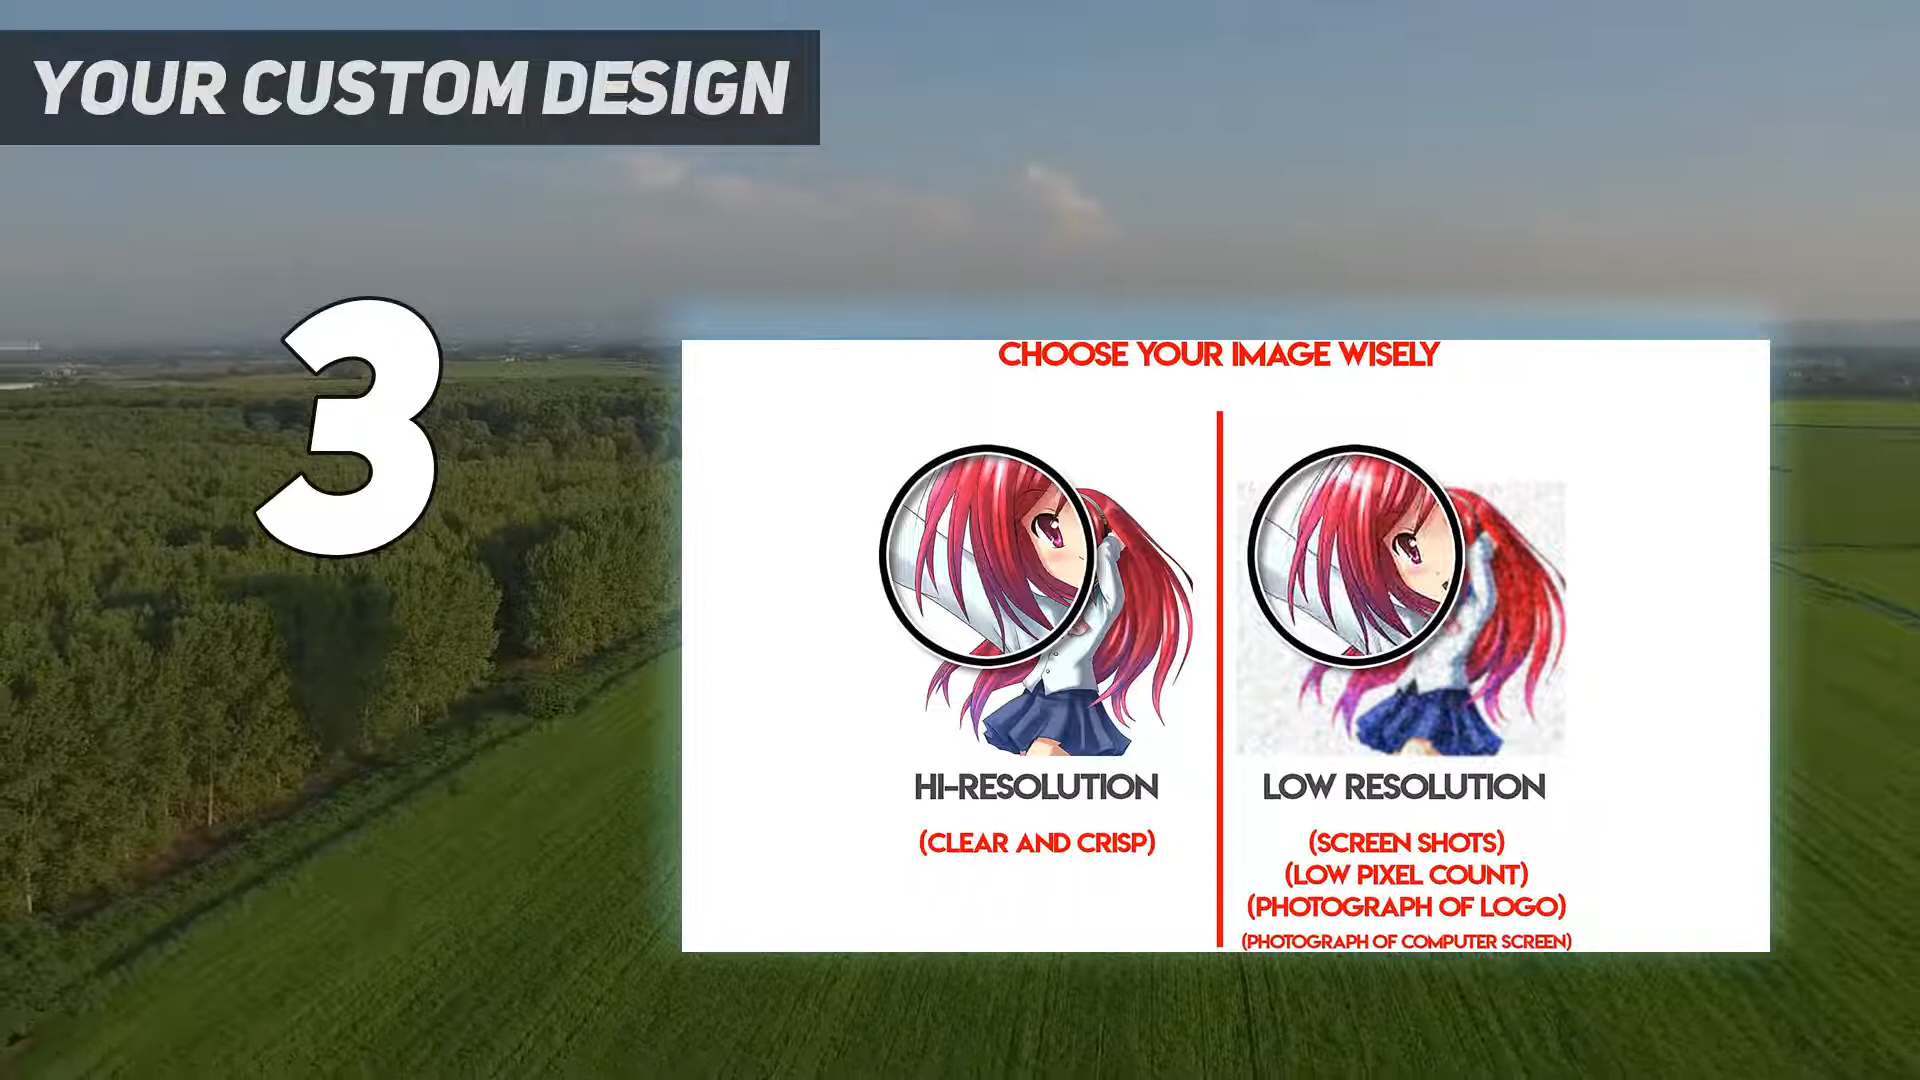 YOUR CUSTOM DESIGN
3
CHOOSE YOUR IMAGE WISELY
HI-RESOLUTION
(CLEAR AND CRISP)
LOW RESOLUTION
(SCREEN SHOTS)
(LOW PIXEL COUNT)
(PHOTOGRAPH OF LOGO)
(PHOTOGRAPH OF COMPUTER SCREEN)